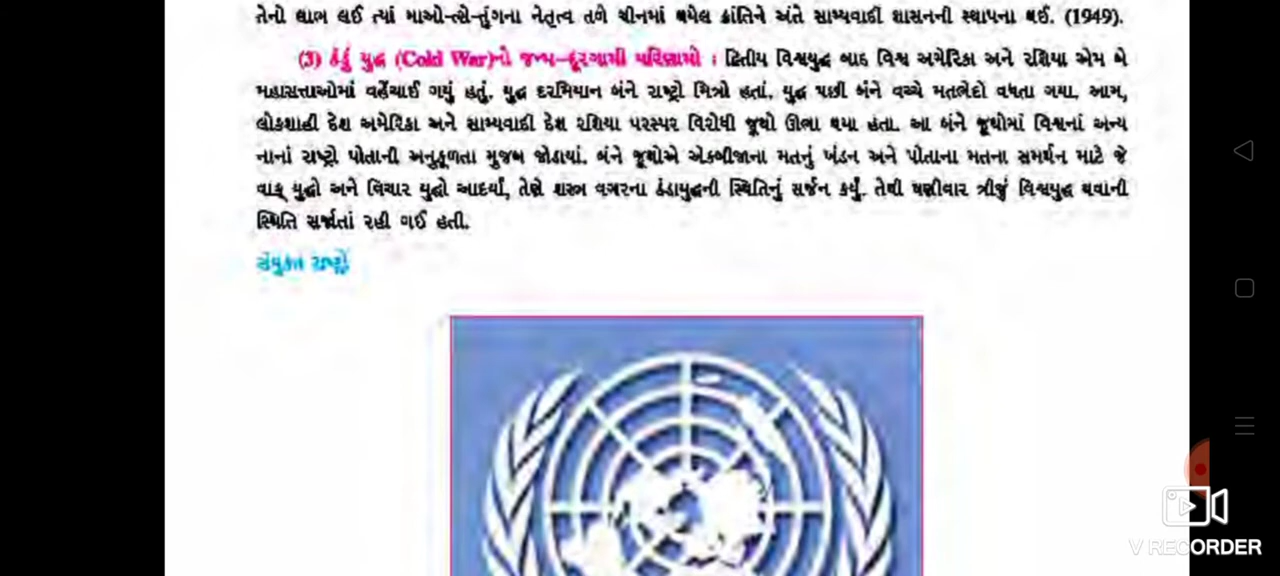 તેનો લાભ લઈ ત્યાં માઓ-ત્સે-તુંગના નેતૃત્વ તળે ચીનમાં થયેલ ક્રાંતિને અંતે સામ્યવાદી શાસનની સ્થાપના થઈ. (1949).
(3) ઠંડું યુદ્ધ (Cold War)નો જન્મ-દૂરગામી પરિણામો : દ્વિતીય વિશ્વયુદ્ધ બાદ વિશ્વ અમેરિકા અને રશિયા એમ બે
મહાસત્તાઓમાં વહેંચાઈ ગયું હતું. યુદ્ધ દરમિયાન બંને રાષ્ટ્રો મિત્રો હતાં. યુદ્ધ પછી બંને વચ્ચે મતભેદો વધતા ગયા. આમ,
લોકશાહી દેશ અમેરિકા અને સામ્યવાદી દેશ રશિયા પરસ્પર વિરોધી જૂથો ઊભા થયા હતા. આ બંને જૂથોમાં વિશ્વનાં અન્ય
નાનાં રાષ્ટ્રો પોતાની અનુકૂળતા મુજબ જોડાયાં. બંને જૂથોએ એકબીજાના મતનું ખંડન અને પોતાના મતના સમર્થન માટે જે
વાક્ યુદ્ધો અને વિચાર યુદ્ધો આદર્યાં, તેણે શસ્ત્ર વગરના ઠંડાયુદ્ધની સ્થિતિનું સર્જન કર્યું. તેથી ઘણીવાર ત્રીજું વિશ્વયુદ્ધ થવાની
સ્થિતિ સર્જાતાં રહી ગઈ હતી.
સંયુક્ત રાષ્ટ્રો
V RECORDER